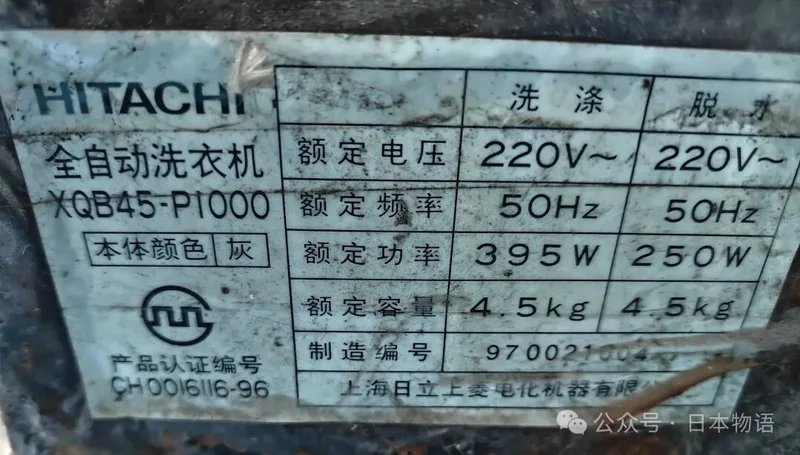 HITACHI
全自动洗衣机
XQB45-P1000
本体颜色 灰
产品认证编号
CH0016116-96
洗涤 脱水
额定电压 220V~ 220V~
额定频率 50Hz 50Hz
额定功率 395W 250W
额定容量 4.5kg 4.5kg
制造编号 970021004
上海日立上菱电化机器有限公
公众号·日本物语